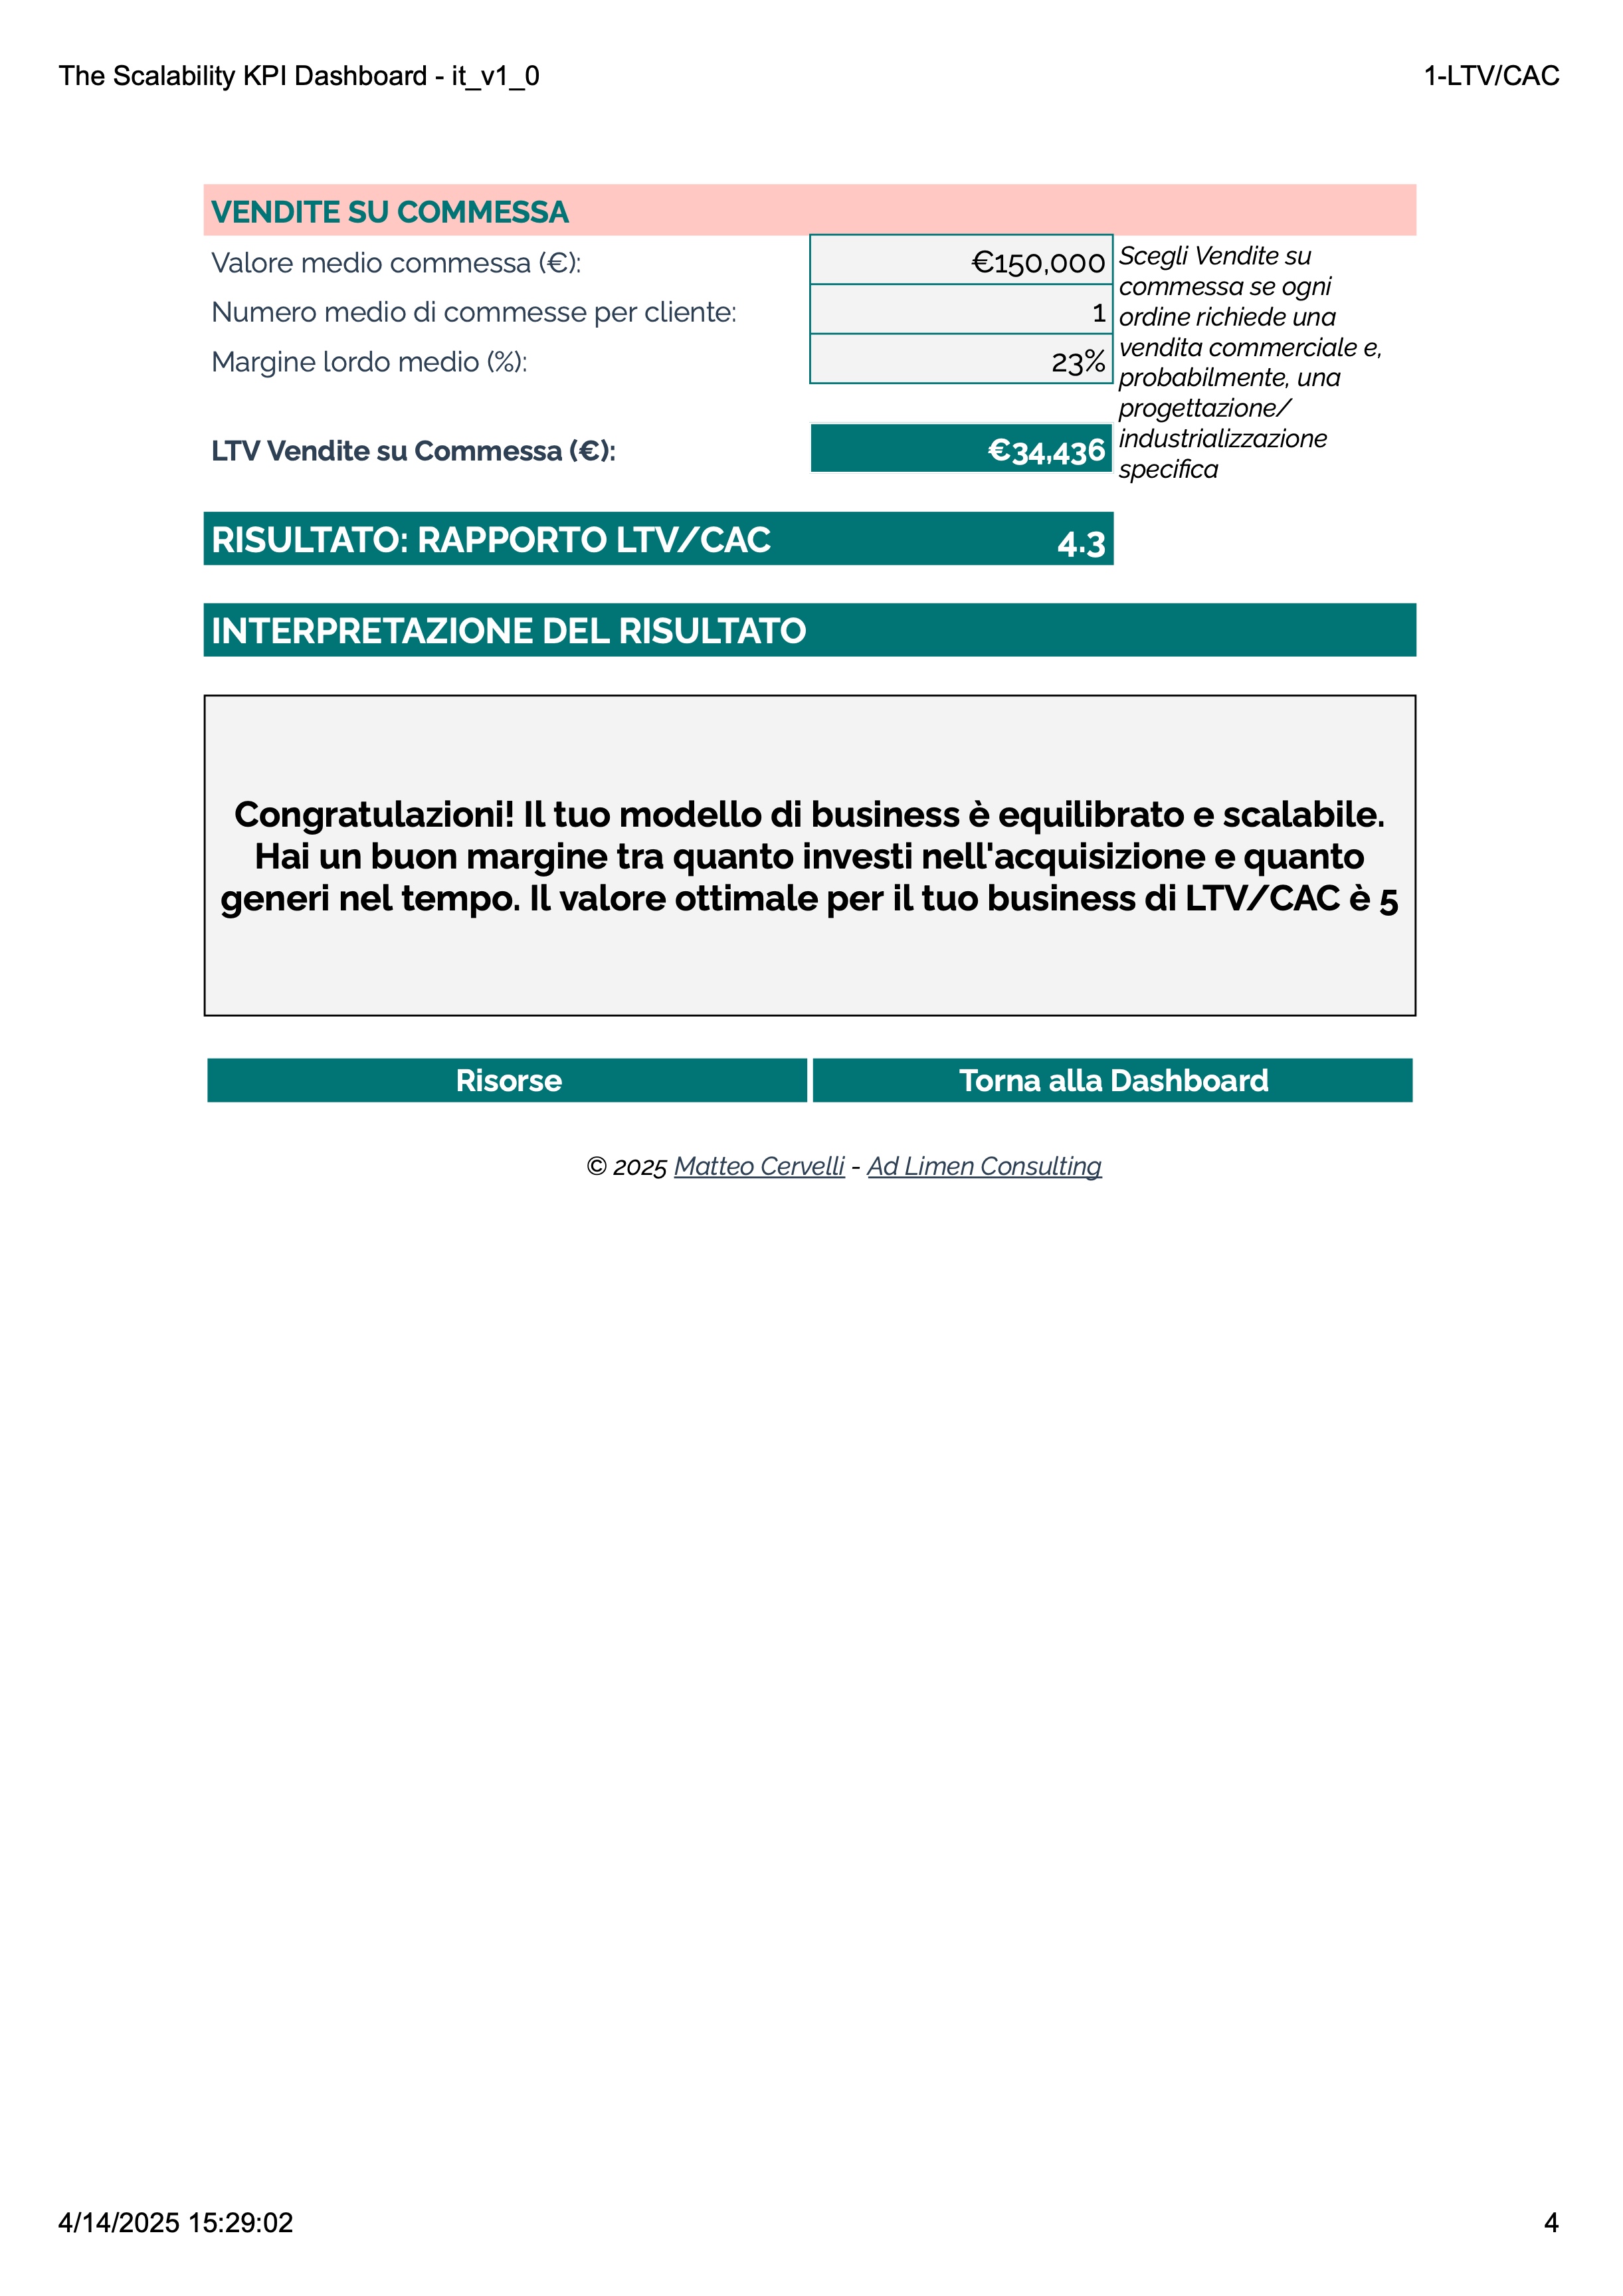 The Scalability KPI Dashboard - it_v1_0
1-LTV/CAC
VENDITE SU COMMESSA
Valore medio commessa (€):
€150,000
Numero medio di commesse per cliente:
1
Margine lordo medio (%):
23%
Scegli Vendite su
commessa se ogni
ordine richiede una
vendita commerciale e,
probabilmente, una
progettazione/
industrializzazione
specifica
LTV Vendite su Commessa (€):
€34,436
RISULTATO: RAPPORTO LTV/CAC
4.3
INTERPRETAZIONE DEL RISULTATO
Congratulazioni! Il tuo modello di business è equilibrato e scalabile.
Hai un buon margine tra quanto investi nell'acquisizione e quanto
generi nel tempo. Il valore ottimale per il tuo business di LTV/CAC è 5
Risorse
Torna alla Dashboard
© 2025 Matteo Cervelli - Ad Limen Consulting
4/14/2025 15:29:02
4